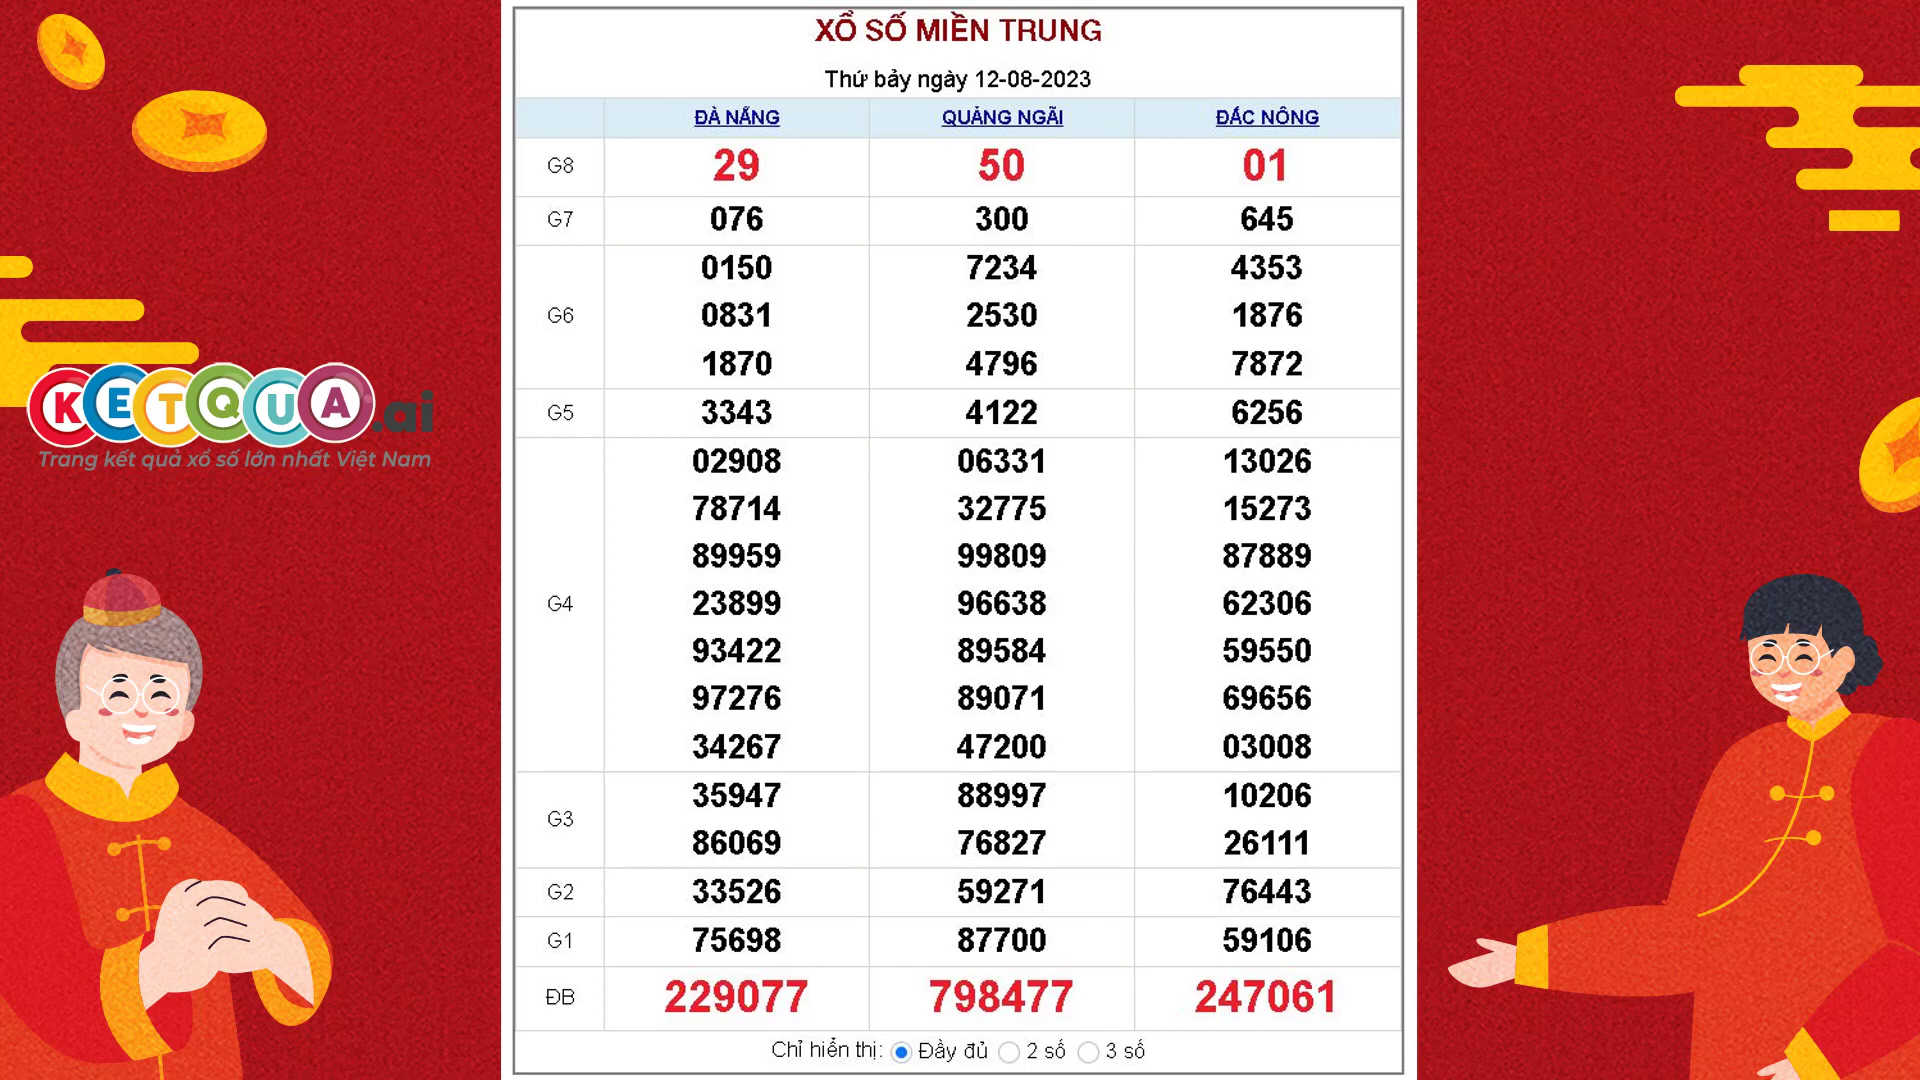 XỔ SỐ MIỀN TRUNG
Thứ bảy ngày 12-08-2023
ĐÀ NẴNG QUẢNG NGÃI ĐẮC NÔNG
G8 29 50 01
G7 076 300 645
0150 7234 4353
G6 0831 2530 1876
1870 4796 7872
G5 3343 4122 6256
02908 06331 13026
78714 32775 15273
89959 99809 87889
G4 23899 96638 62306
93422 89584 59550
97276 89071 69656
34267 47200 03008
G3
35947 88997 10206
86069 76827 26111
G2 33526 59271 76443
G1 75698 87700 59106
ĐB 229077 798477 247061
Chỉ hiển thị: Đầy đủ 2 số 3 số
KETQUA.ai
Trang kết quả xổ số lớn nhất Việt Nam